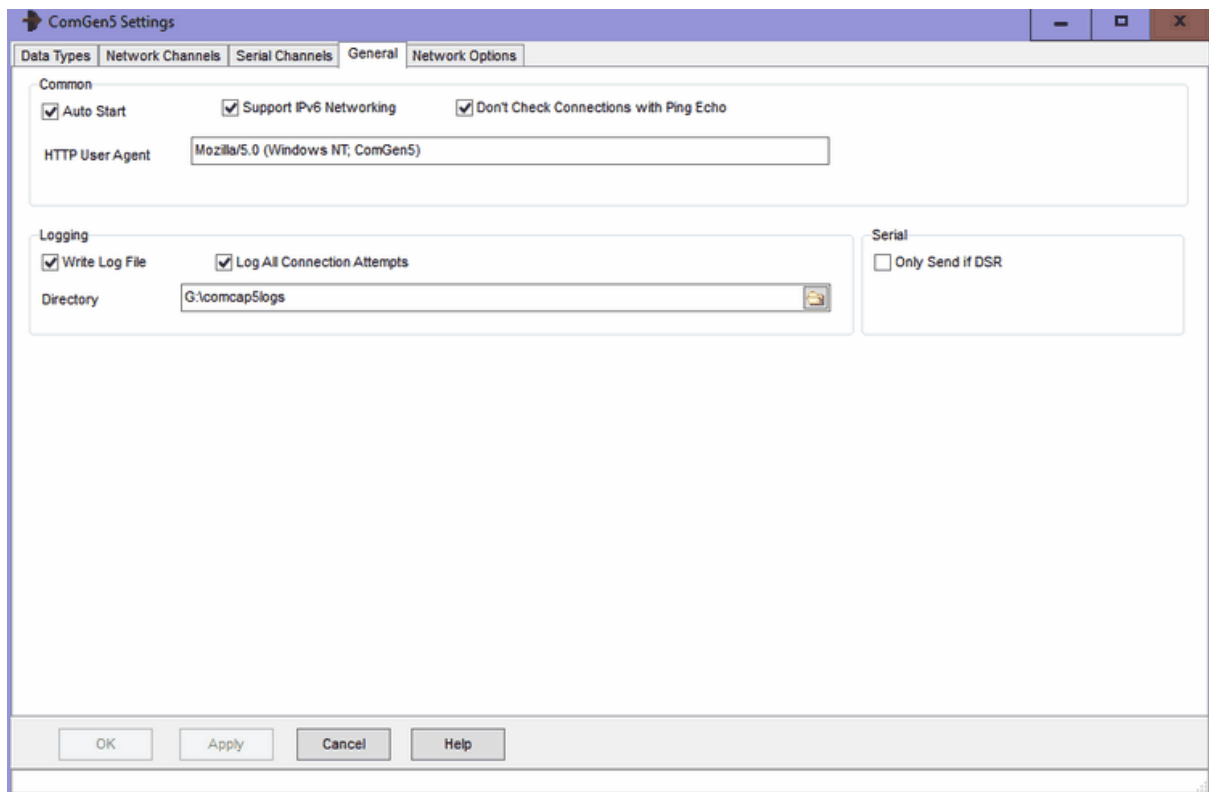 ComGen5 Settings
Data Types Network Channels Serial Channels General Network Options
Common
Auto Start Support IPv6 Networking Don't Check Connections with Ping Echo
HTTP User Agent Mozilla/5.0 (Windows NT; ComGen5)
Logging Serial
Write Log File Log All Connection Attempts Only Send if DSR
Directory G:\comcap5logs
OK Apply Cancel Help